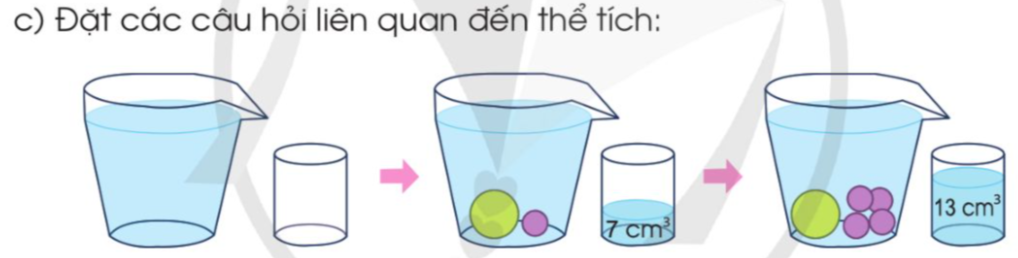 c) Đặt các câu hỏi liên quan đến thể tích:
7 cm³
13 cm³